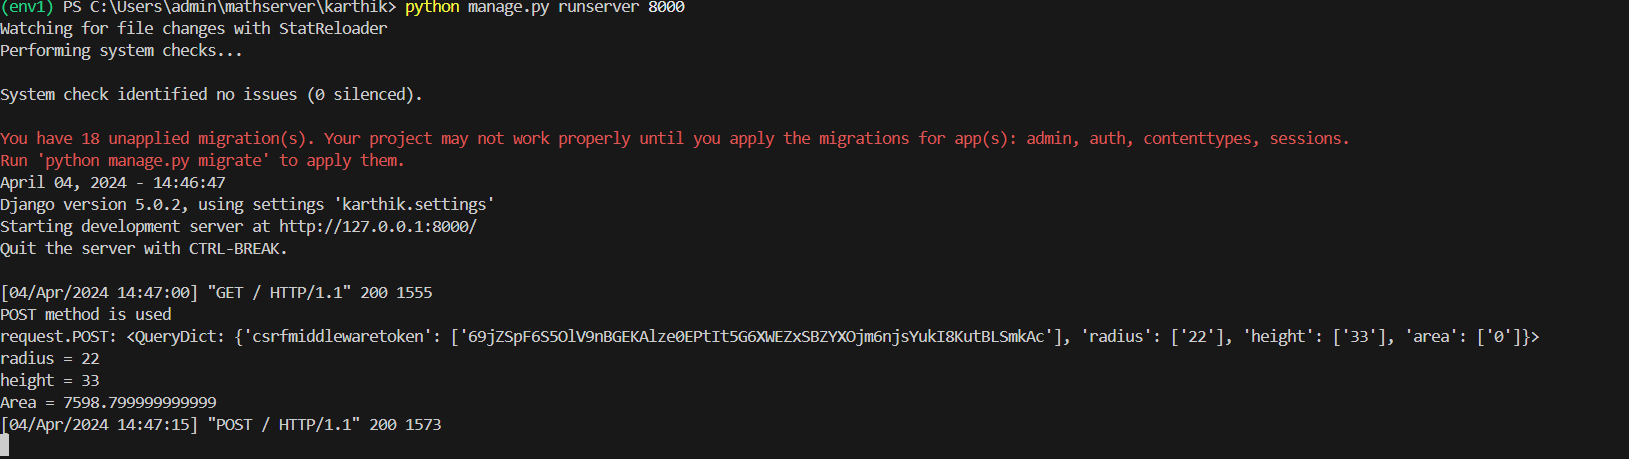 (env1) PS C:\Users\admin\mathserver\karthik> python manage.py runserver 8000
Watching for file changes with StatReloader
Performing system checks...
System check identified no issues (0 silenced).
You have 18 unapplied migration(s). Your project may not work properly until you apply the migrations for app(s): admin, auth, contenttypes, sessions.
Run 'python manage.py migrate' to apply them.
April 04, 2024 - 14:46:47
Django version 5.0.2, using settings 'karthik.settings'
Starting development server at http://127.0.0.1:8000/
Quit the server with CTRL-BREAK.
[04/Apr/2024 14:47:00] "GET / HTTP/1.1" 200 1555
POST method is used
request.POST: <QueryDict: {'csrfmiddlewaretoken': ['69jZSpF6S5OlV9nBGEKAlze0EPtIt5G6XWEZxSBZYXOjm6njsYukI8KutBLSmkAc'], 'radius': ['22'], 'height': ['33'], 'area': ['0']}>
radius = 22
height = 33
Area = 7598.799999999999
[04/Apr/2024 14:47:15] "POST / HTTP/1.1" 200 1573